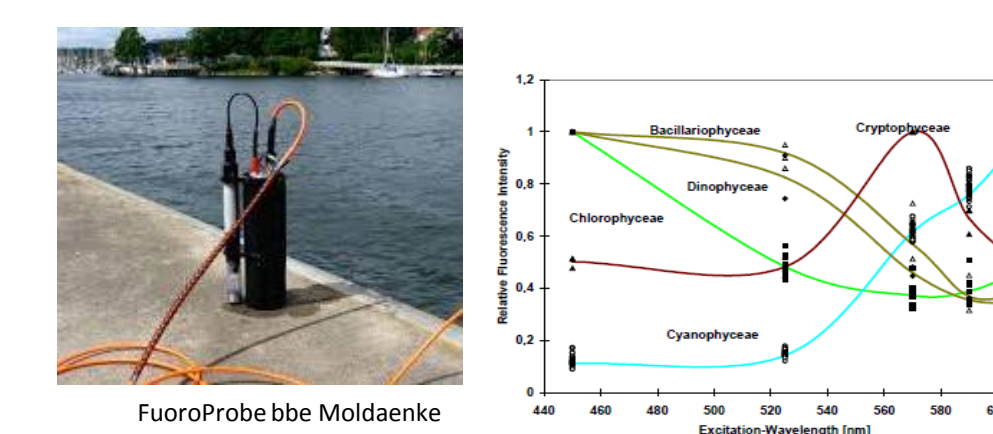 1,2
1
0,8
0,6
0,4
0,2
0
Relative Fluorescence Intensity
Bacillariophyceae
Cryptophyceae
Dinophyceae
Chlorophyceae
Cyanophyceae
440 460 480 500 520 540 560 580 6
Excitation-Wavelength [nm]
FuoroProbe bbe Moldaenke